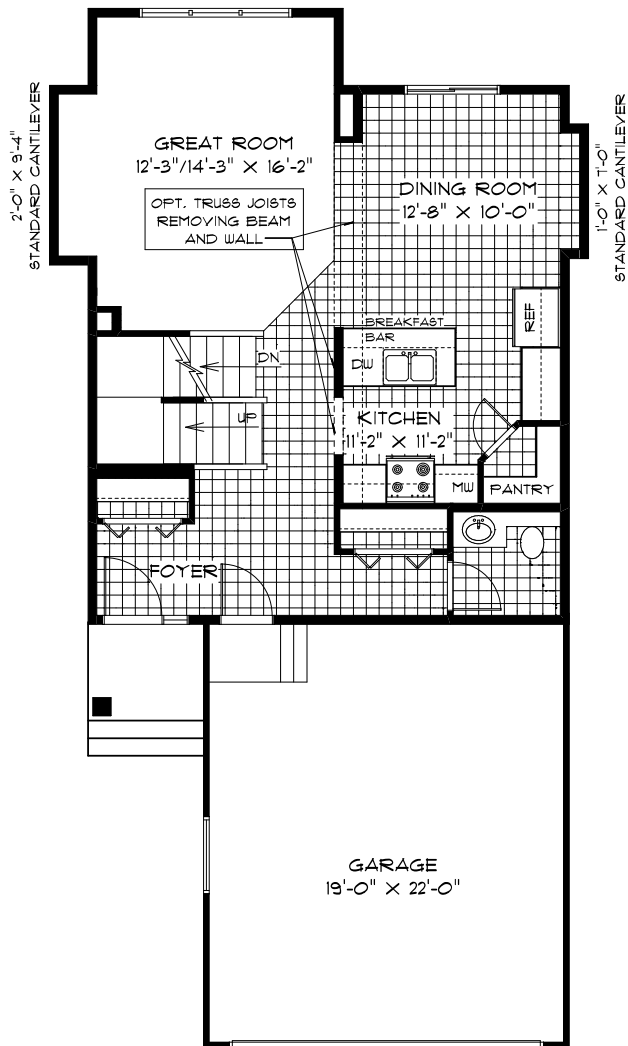 GREAT ROOM
12'-3"/14'-3" X 16'-2"
2'-0" X 9'-4"
STANDARD CANTILEVER
1'-0" X 7'-0"
STANDARD CANTILEVER
DINING ROOM
12'-8" X 10'-0"
OPT. TRUSS JOISTS
REMOVING BEAM
AND WALL
REF
BREAKFAST
BAR
DW
DN
UP
KITCHEN
11'-2" X 11'-2"
MW
PANTRY
FOYER
GARAGE
19'-0" X 22'-0"